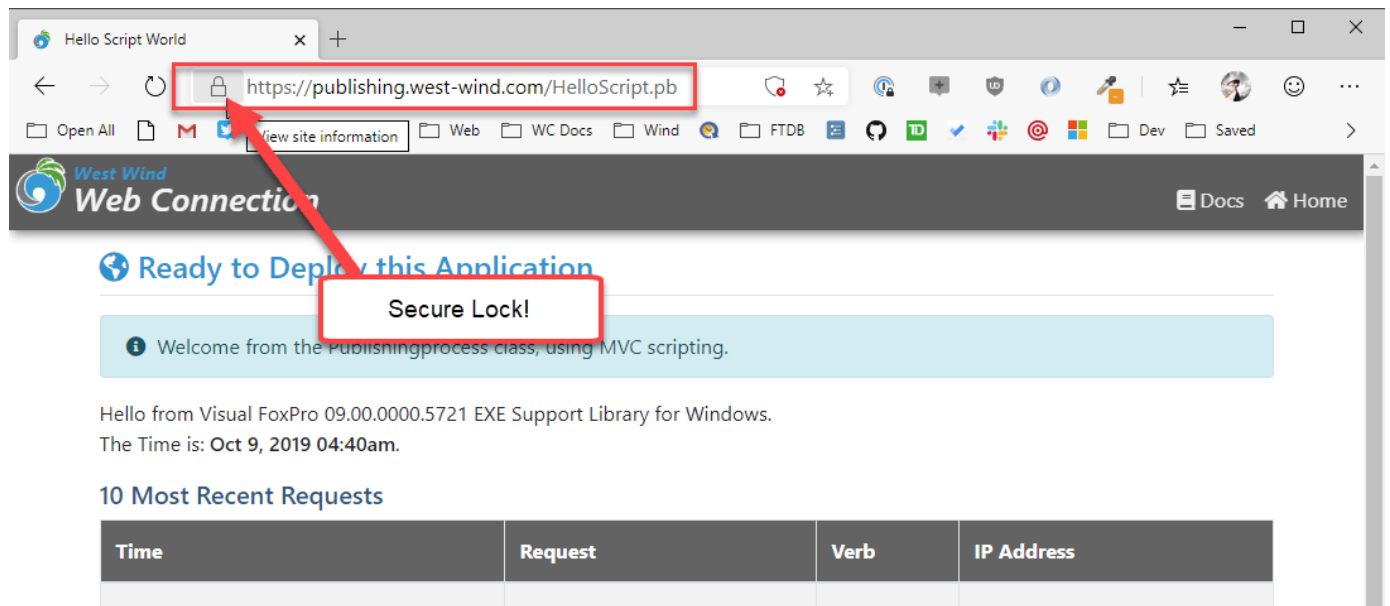 Hello Script World
https://publishing.west-wind.com/HelloScript.pb
Open All
View site information
Web
WC Docs
Wind
FTDB
TD
Dev
Saved
West Wind
Web Connection
Docs
Home
Ready to Deploy this Application
Secure Lock!
Welcome from the Publishingprocess class, using MVC scripting.
Hello from Visual FoxPro 09.00.0000.5721 EXE Support Library for Windows.
The Time is: Oct 9, 2019 04:40am.
10 Most Recent Requests
Time Request Verb IP Address